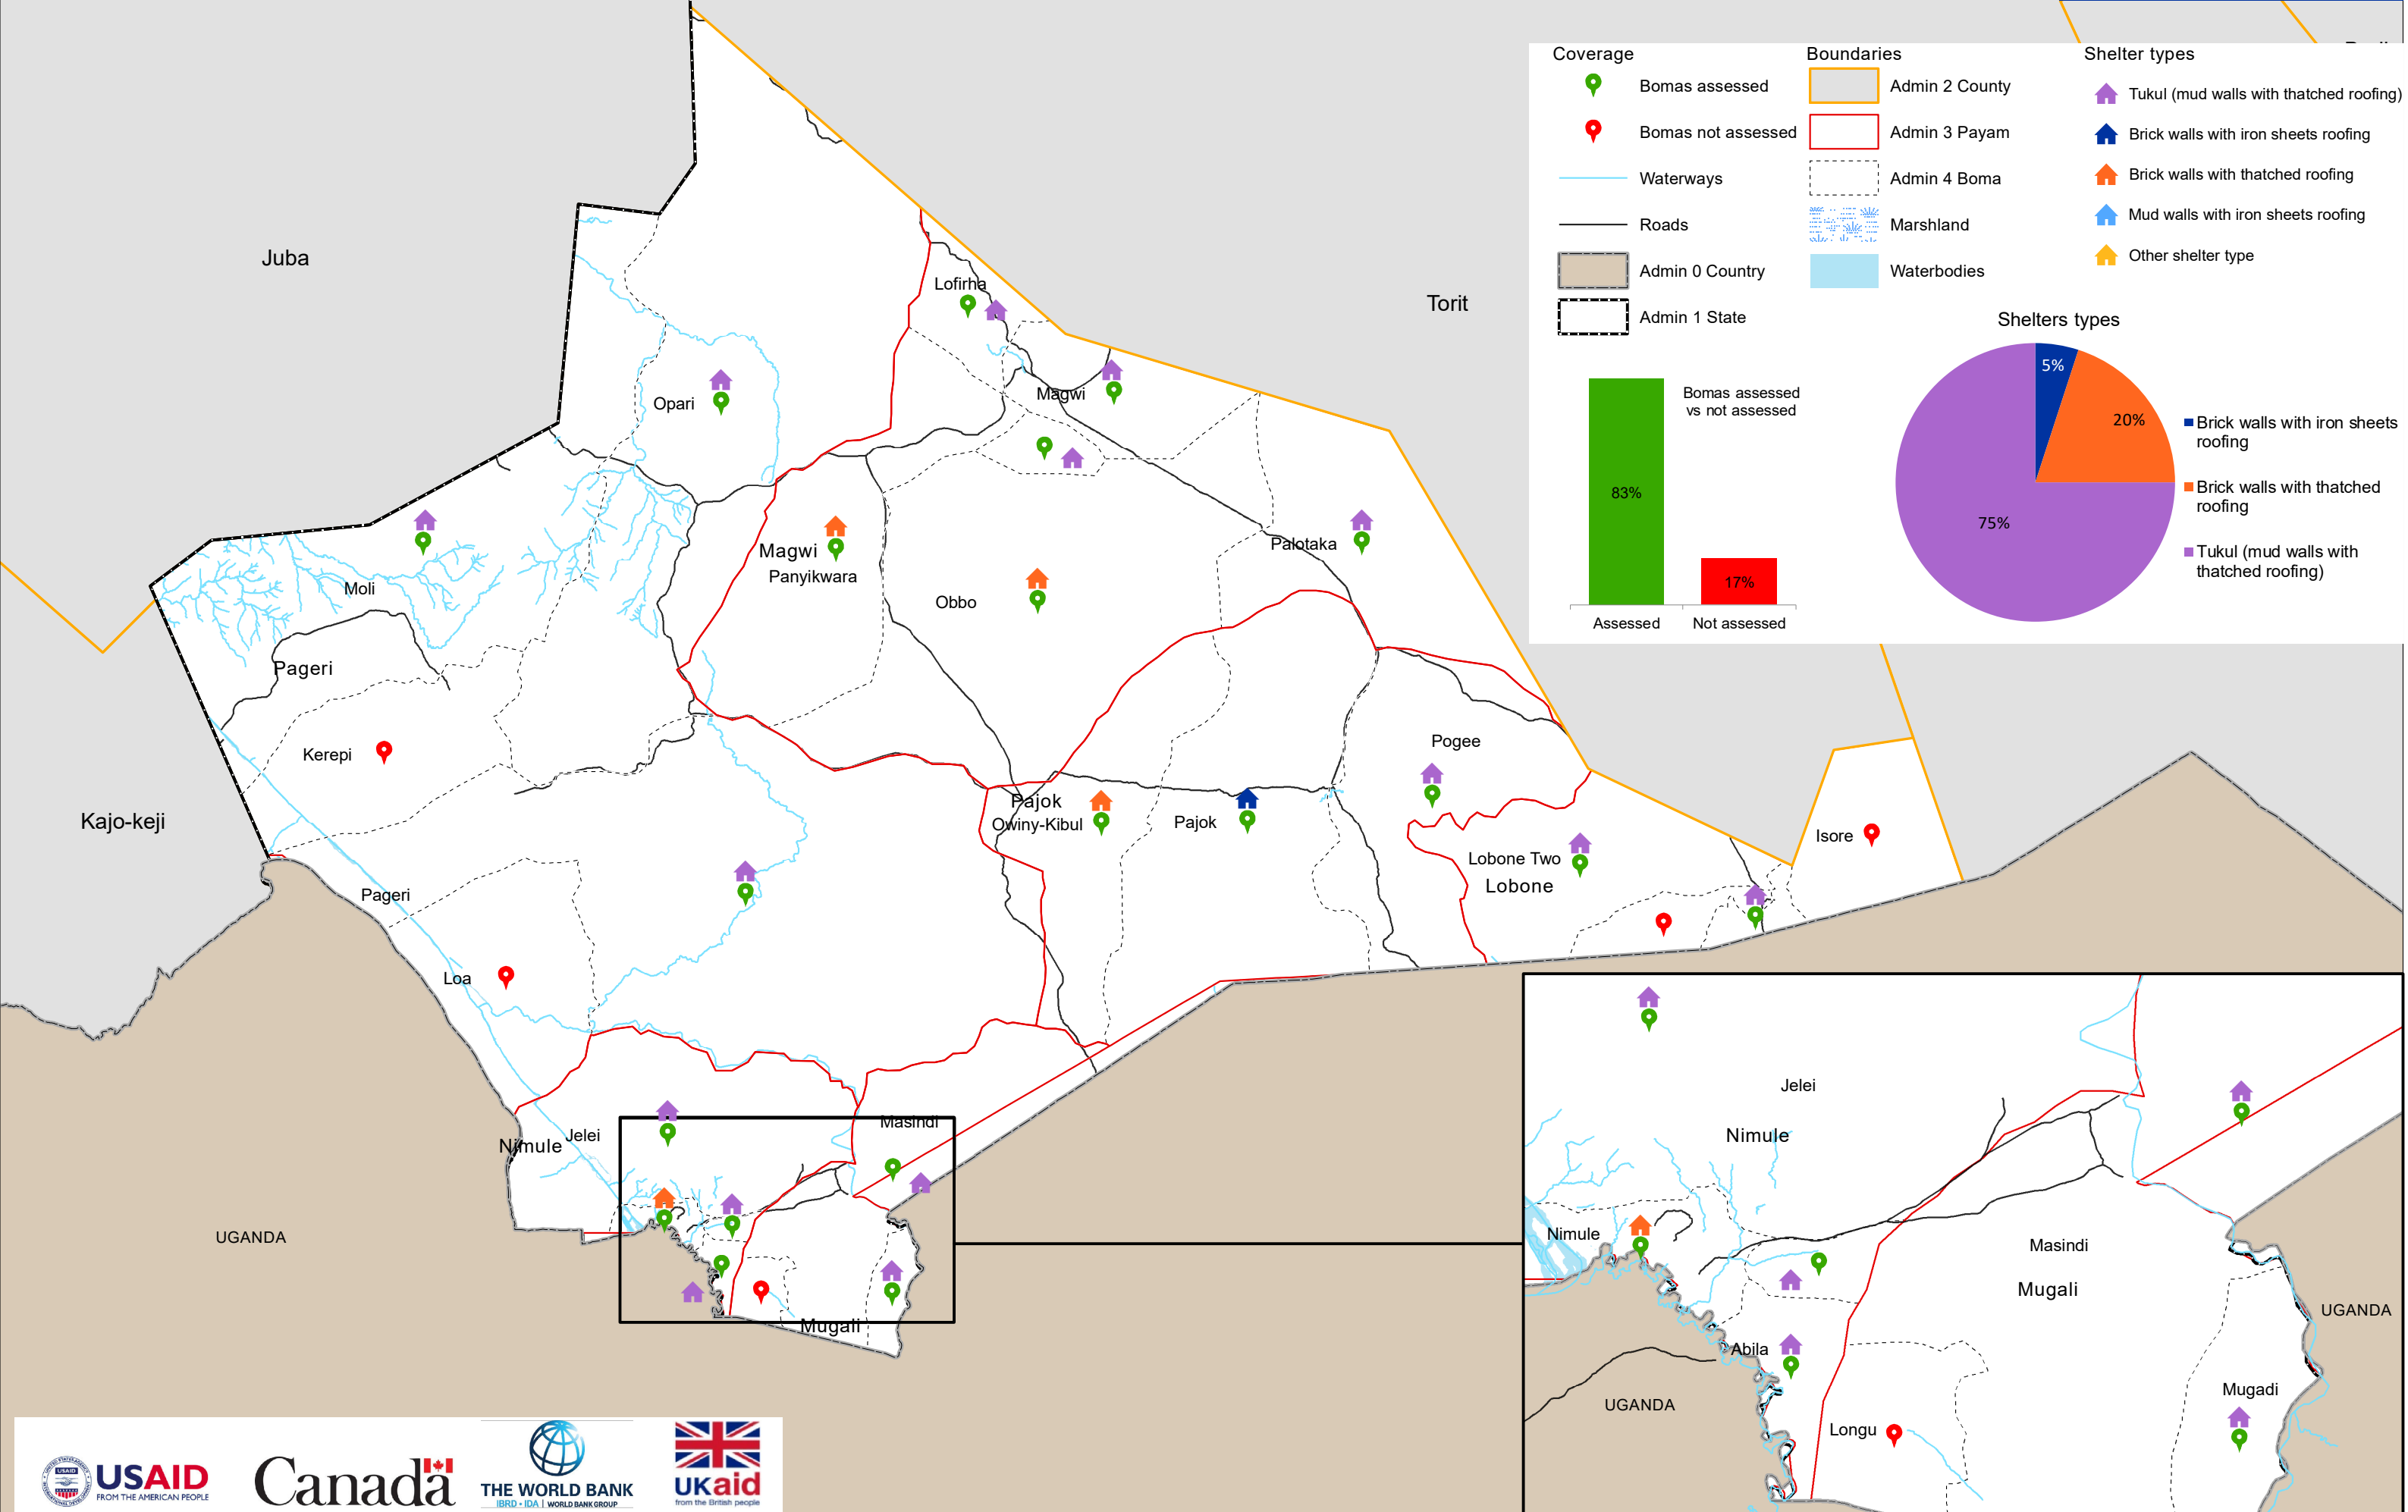 Coverage
Bomas assessed
Bomas not assessed
Waterways
Roads
Admin 0 Country
Admin 1 State
Boundaries
Admin 2 County
Admin 3 Payam
Admin 4 Boma
Marshland
Waterbodies
Shelter types
Tukul (mud walls with thatched roofing)
Brick walls with iron sheets roofing
Brick walls with thatched roofing
Mud walls with iron sheets roofing
Other shelter type
Bomas assessed
vs not assessed
83%
17%
Assessed
Not assessed
Shelters types
5%
20%
75%
Brick walls with iron sheets
roofing
Brick walls with thatched
roofing
Tukul (mud walls with
thatched roofing)
Juba
Torit
Lofirha
Magwi
Opari
Palotaka
Magwi
Panyikwara
Obbo
Moli
Pageri
Kerepi
Pogee
Kajo-keji
Pajok
Owiny-Kibul
Pajok
Isore
Lobone Two
Lobone
Pageri
Loa
Masindi
Jelei
Nimule
UGANDA
Mugali
Jelei
Nimule
Nimule
Masindi
Mugali
UGANDA
Abila
UGANDA
Mugadi
Longu
USAID
USAID
FROM THE AMERICAN PEOPLE
Canada
THE WORLD BANK
IBRD • IDA | WORLD BANK GROUP
UKaid
from the British people